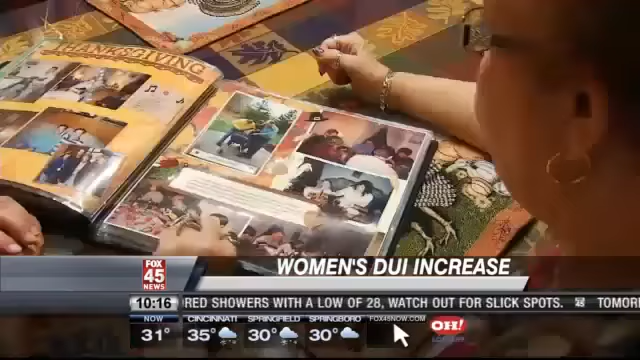 THANKSGIVING
FOX
45
NEWS
WOMEN'S DUI INCREASE
10:16 RED SHOWERS WITH A LOW OF 28, WATCH OUT FOR SLICK SPOTS. TOMOR
NOW CINCINNATI SPRINGFIELD SPRINGBORO FOX45NOW.COM OH!
31° 35° 30° 30°